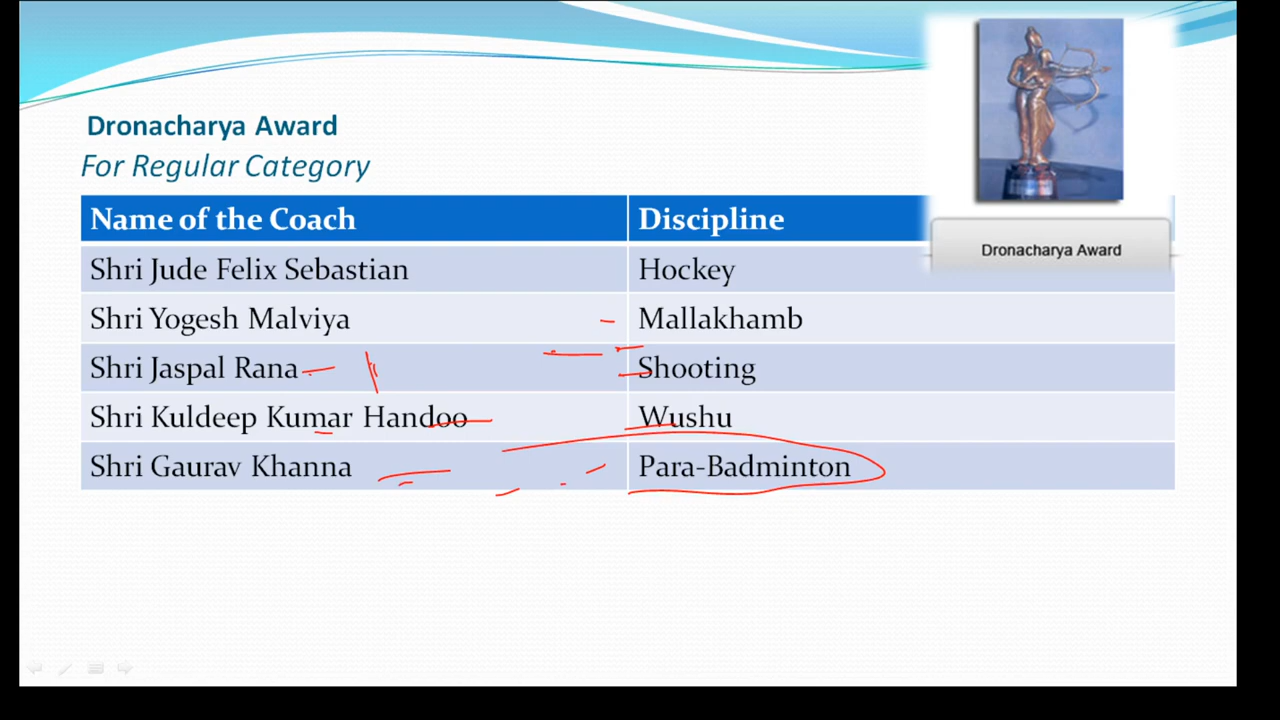 Dronacharya Award
For Regular Category
Name of the Coach Discipline
Dronacharya Award
Shri Jude Felix Sebastian Hockey
Shri Yogesh Malviya Mallakhamb
Shri Jaspal Rana Shooting
Shri Kuldeep Kumar Handoo Wushu
Shri Gaurav Khanna Para-Badminton